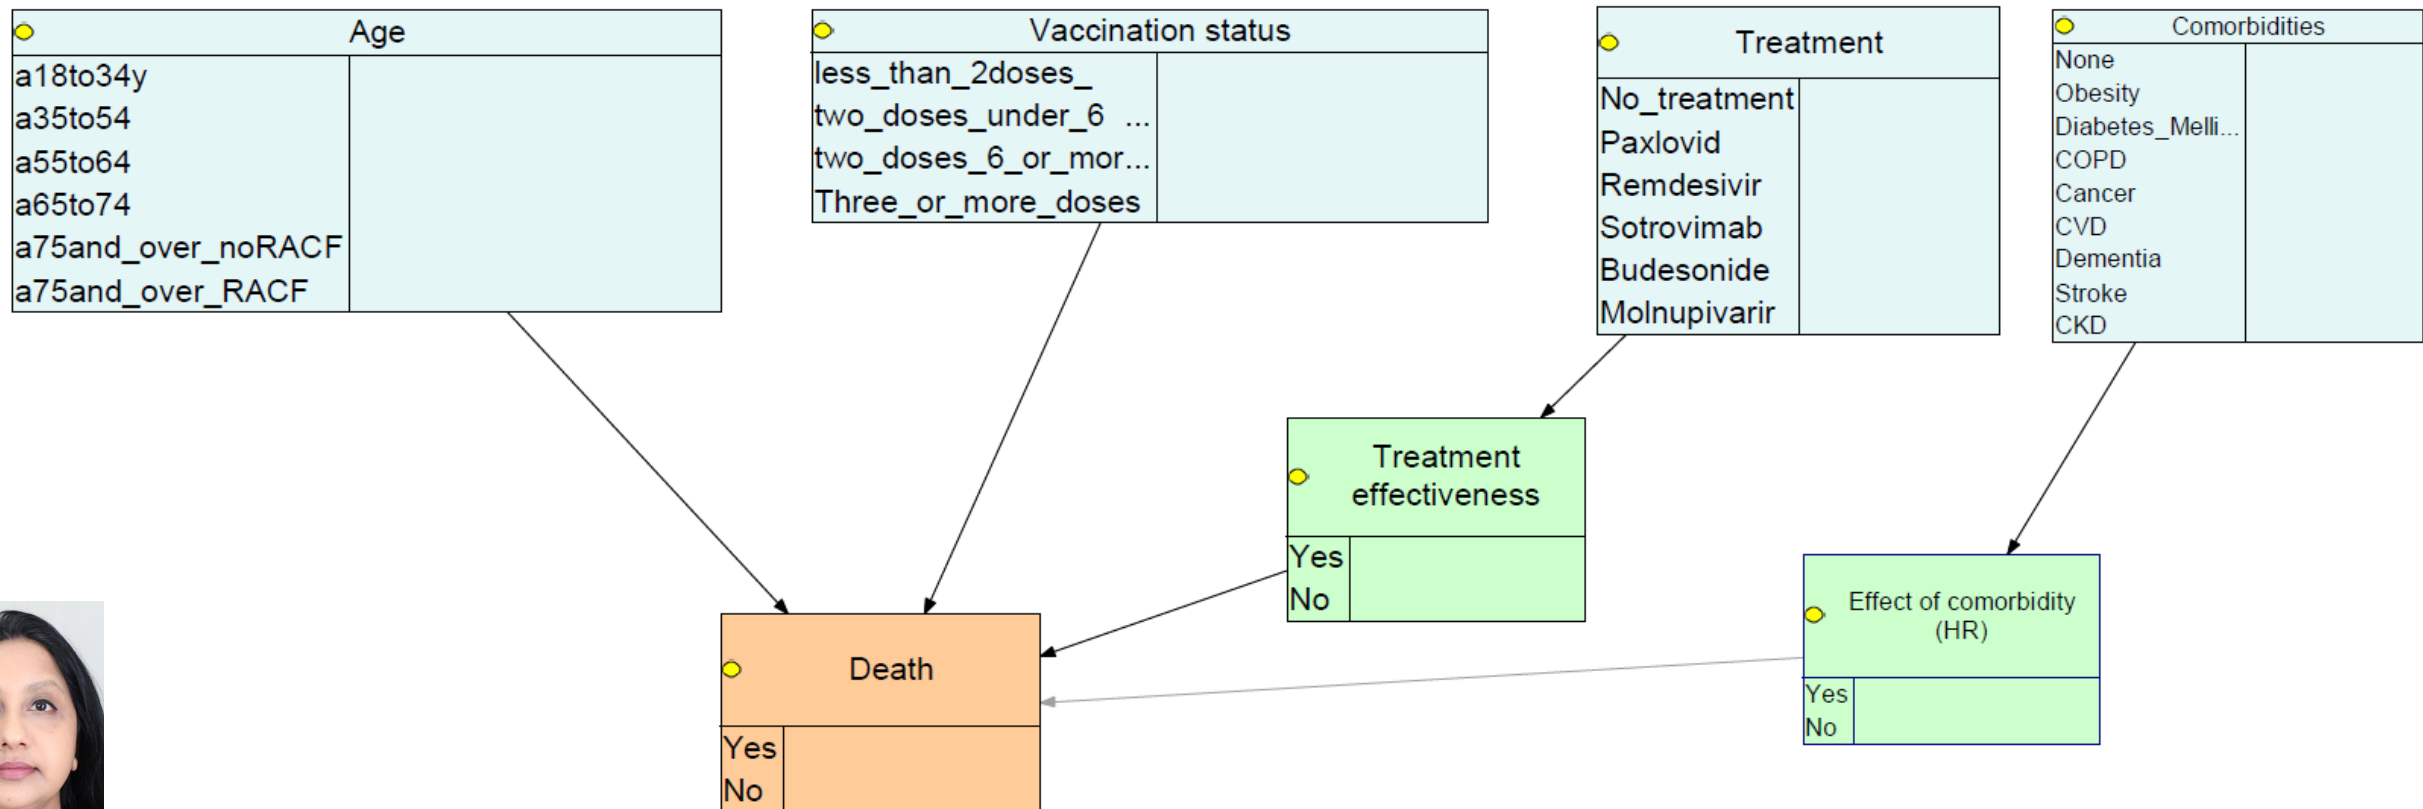 Age
a18to34y
a35to54
a55to64
a65to74
a75and_over_noRACF
a75and_over_RACF
Vaccination status
less_than_2doses_
two_doses_under_6 ...
two_doses_6_or_mor...
Three_or_more_doses
Treatment
No_treatment
Paxlovid
Remdesivir
Sotrovimab
Budesonide
Molnupivarir
Comorbidities
None
Obesity
Diabetes_Melli...
COPD
Cancer
CVD
Dementia
Stroke
CKD
Treatment
effectiveness
Yes
No
Effect of comorbidity
(HR)
Yes
No
Death
Yes
No